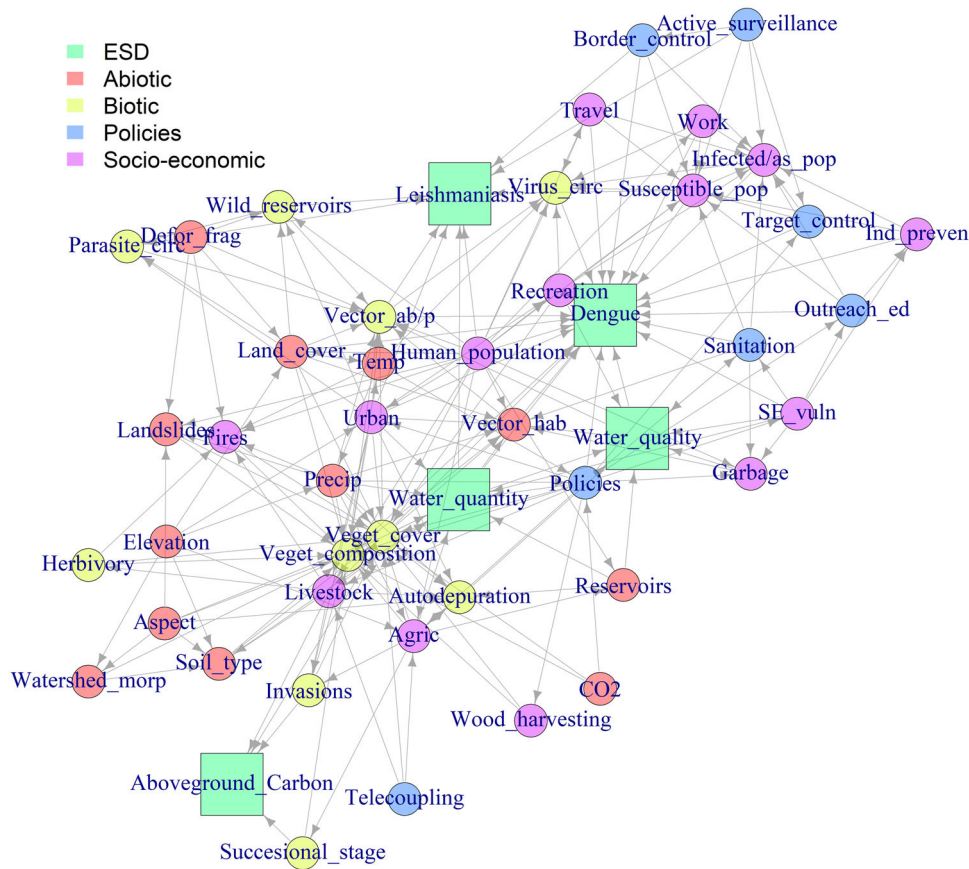 Active_surveillance
Border_control
ESD
Abiotic
Biotic
Policies
Socio-economic
Travel
Work
Infected/as_pop
Leishmaniasis
Virus_circ
Susceptible_pop
Wild_reservoirs
Target_control
Defor_frag
Ind_preven
Parasite_circ
Recreation
Outreach_ed
Vector_ab/p
Dengue
Land_cover
Human_population
Sanitation
Temp
SE_vuln
Urban
Vector_hab
Landslides
Fires
Water_quality
Precip
Garbage
Policies
Water_quantity
Elevation
Veget_cover
Veget_composition
Herbivory
Reservoirs
Livestock
Autodepuration
Aspect
Agric
Soil_type
Watershed_morp
Invasions
CO2
Wood_harvesting
Aboveground_Carbon
Telecoupling
Succesional_stage